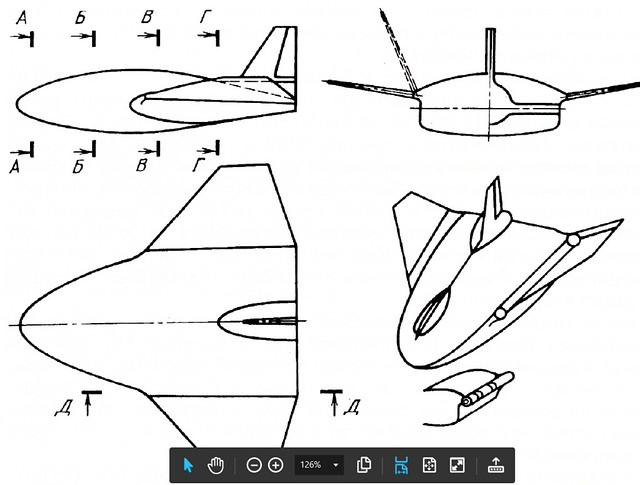 А Б В Г
А Б В Г
Д Д
126%